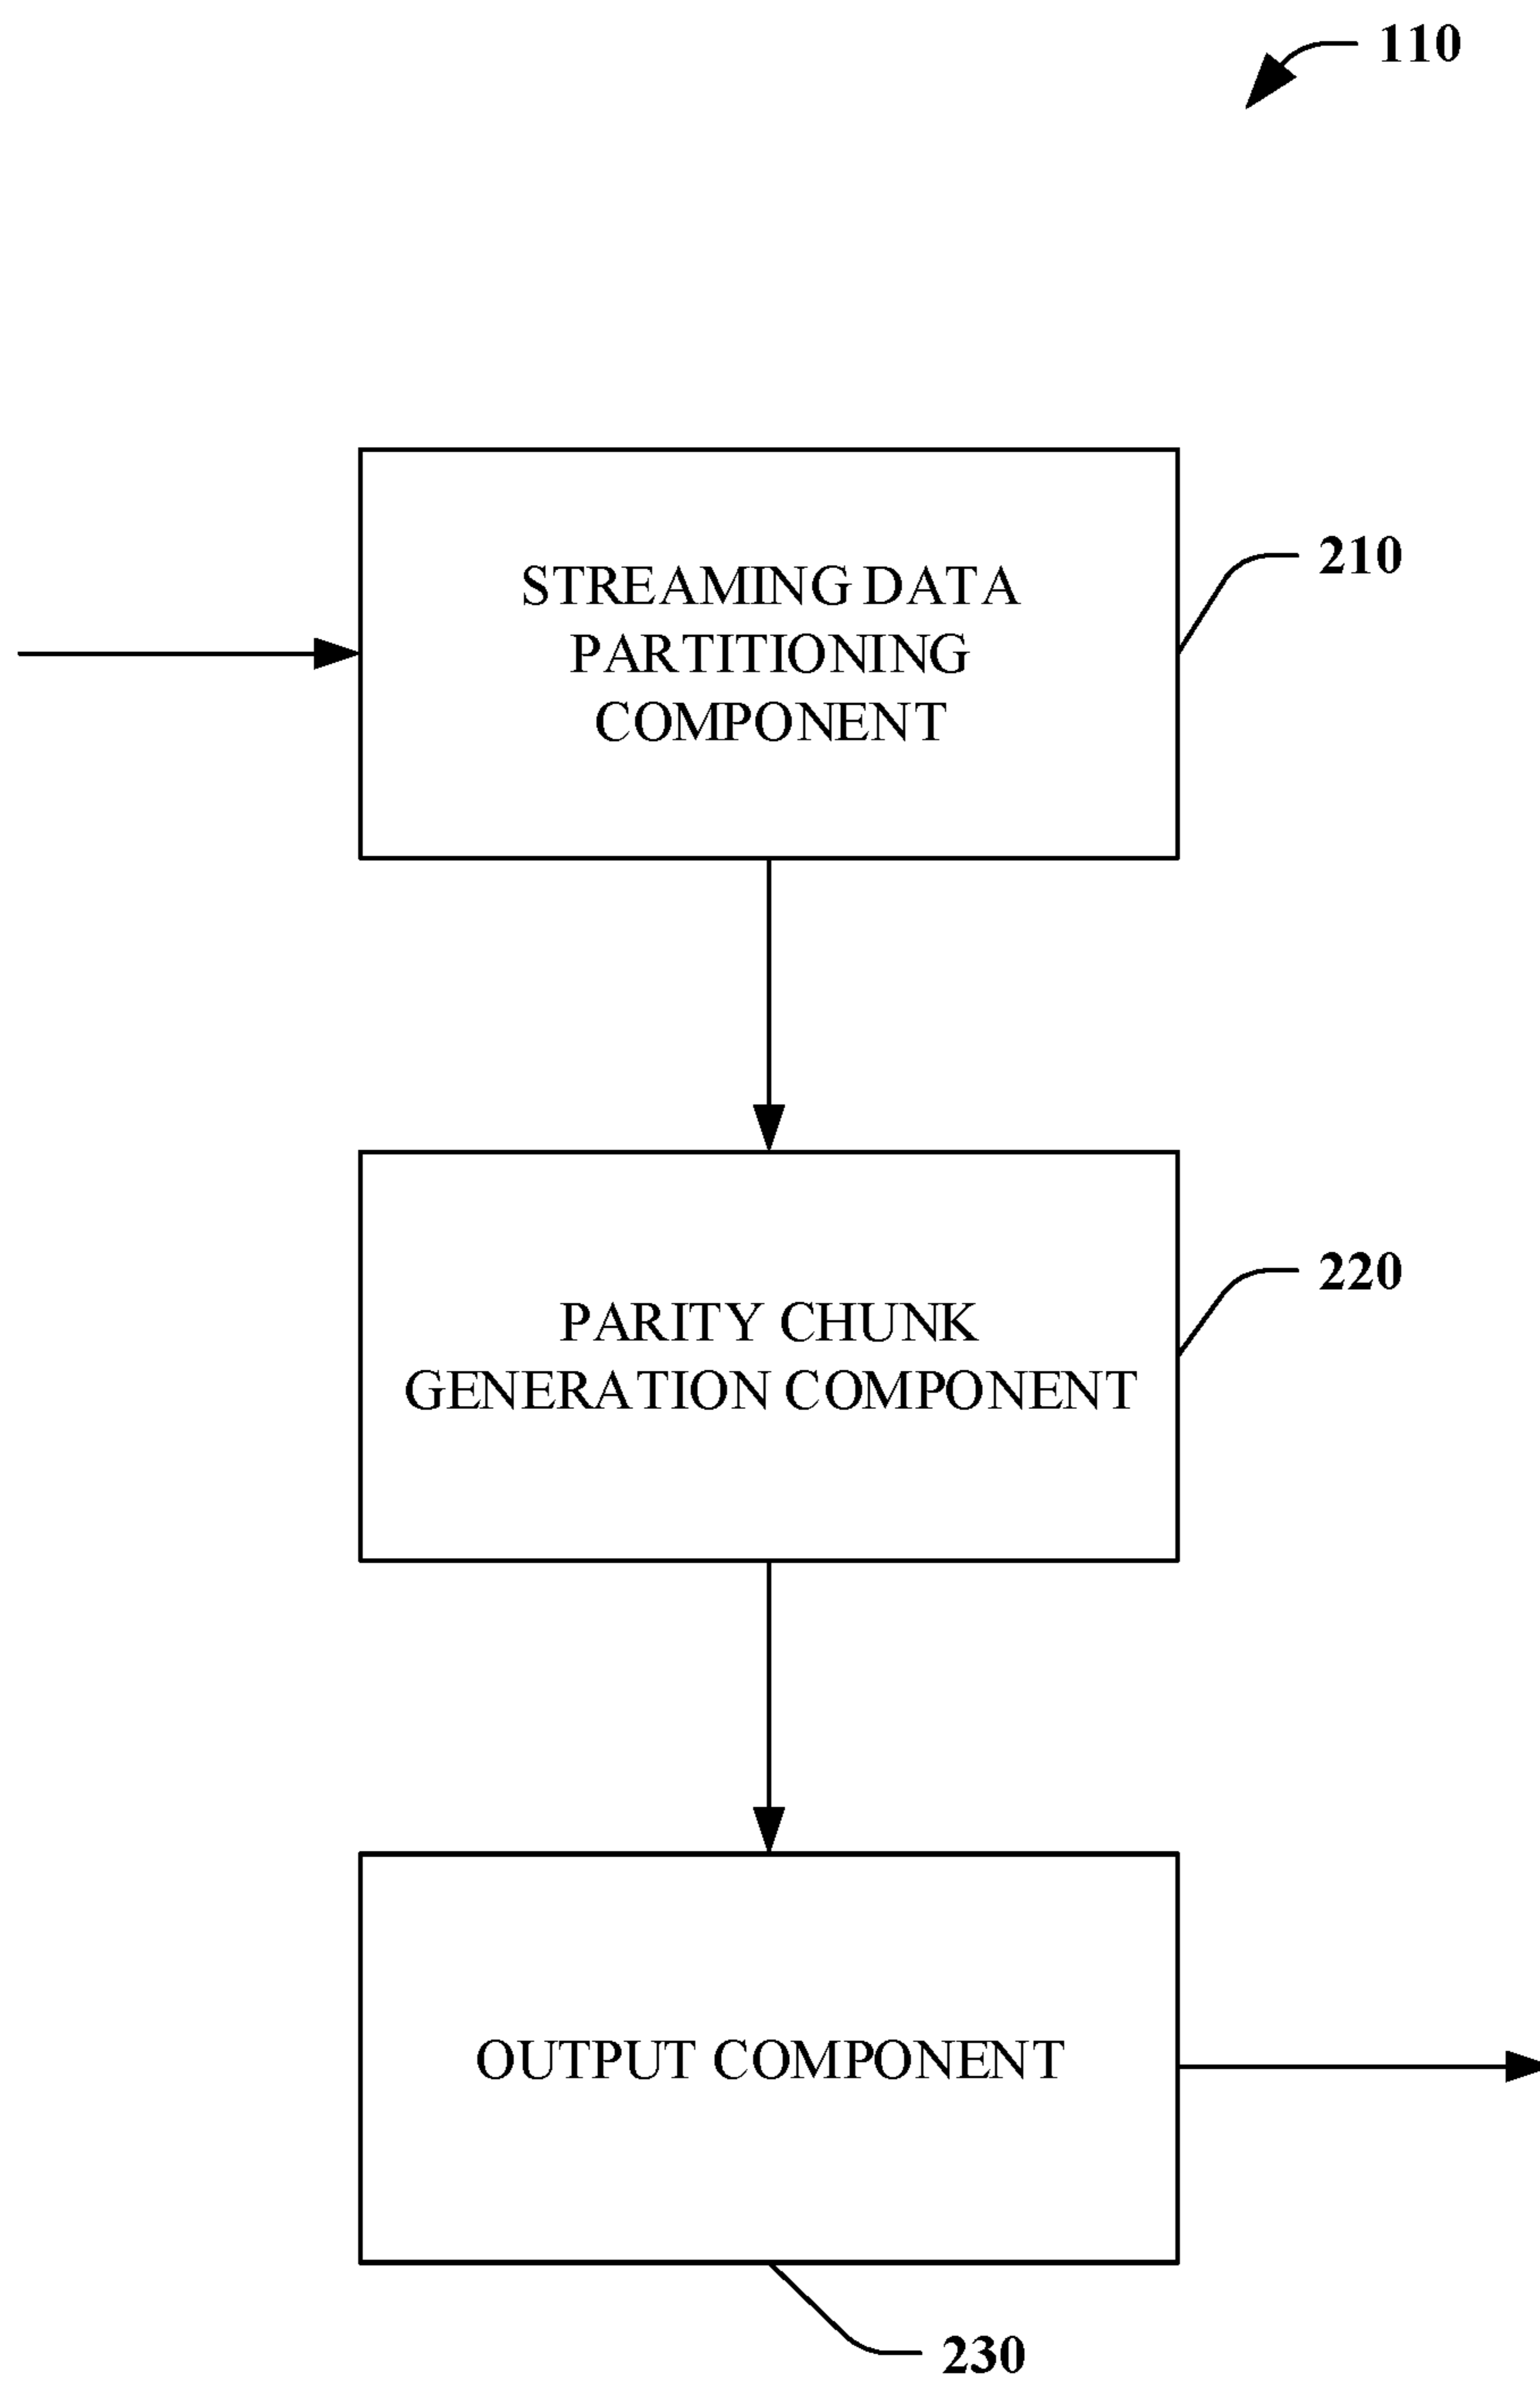 110
STREAMING DATA
PARTITIONING
COMPONENT
210
PARITY CHUNK
GENERATION COMPONENT
220
OUTPUT COMPONENT
230